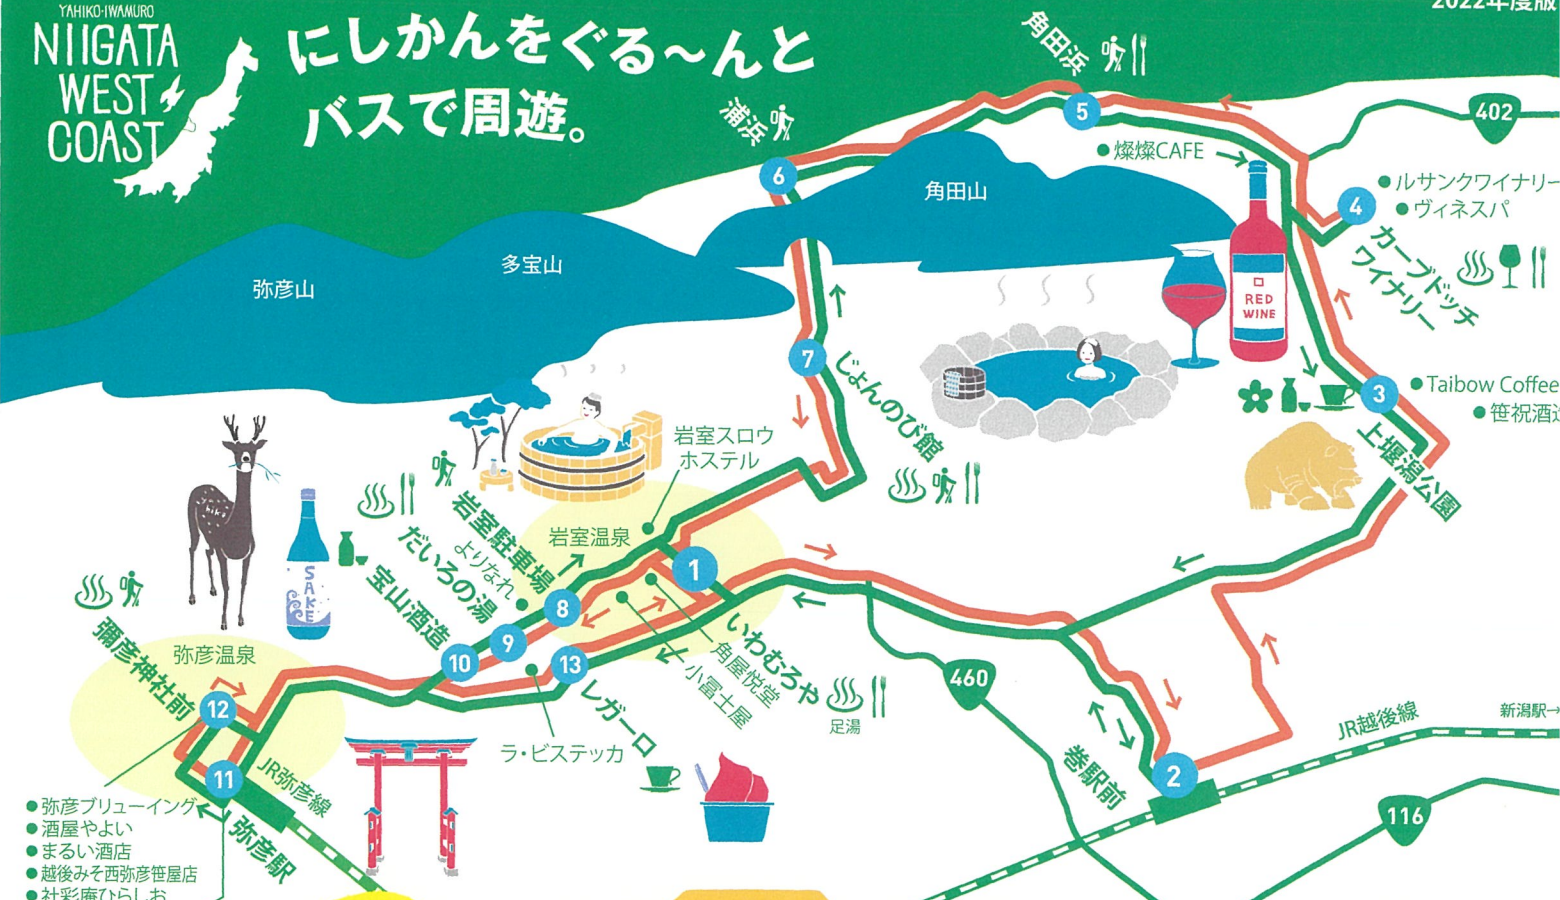 YAHIKO·IWAMURO
NIIGATA
WEST
COAST
にしかんをぐる〜んと
バスで周遊。
2022年度版
角田浜
浦浜
5
402
燦燦CAFE
6
角田山
4
ルサンクワイナリー
ヴィネスパ
カーブドッチ
ワイナリー
多宝山
弥彦山
RED
WINE
7
じょんのび館
3
Taibow Coffee
笹祝酒造
上堰潟公園
岩室スロウ
ホステル
yahiko
SAKE
岩室温泉
岩室駐車場
よりなれ
だいろの湯
宝山酒造
1
8
9
10
13
いわむろや
足湯
角屋悦堂
小冨士屋
レガーロ
ラ・ビステッカ
弥彦温泉
彌彦神社前
12
11
JR弥彦線
弥彦駅
460
巻駅前
2
JR越後線
新潟駅→
116
弥彦ブリューイング
酒屋やよい
まるい酒店
越後みそ西弥彦笹屋店
社彩庵ひらしお